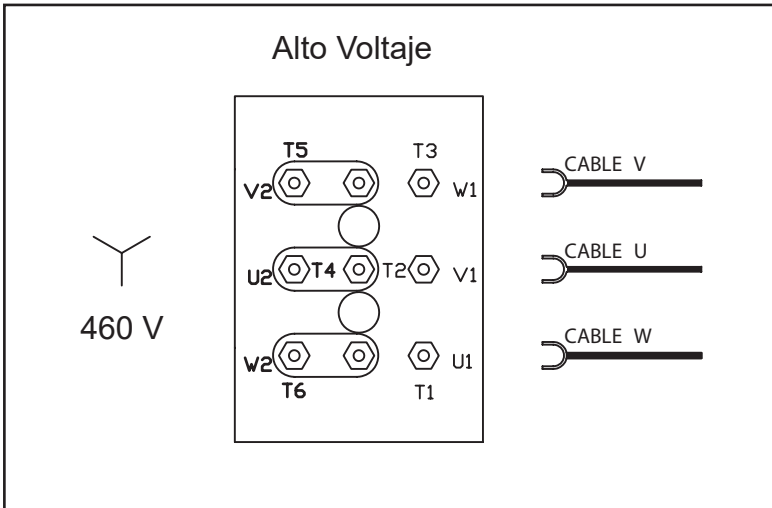 Alto Voltaje
T5 T3 CABLE V
V2 W1
CABLE U
U2 T4 T2 V1
460 V
CABLE W
W2 U1
T6 T1